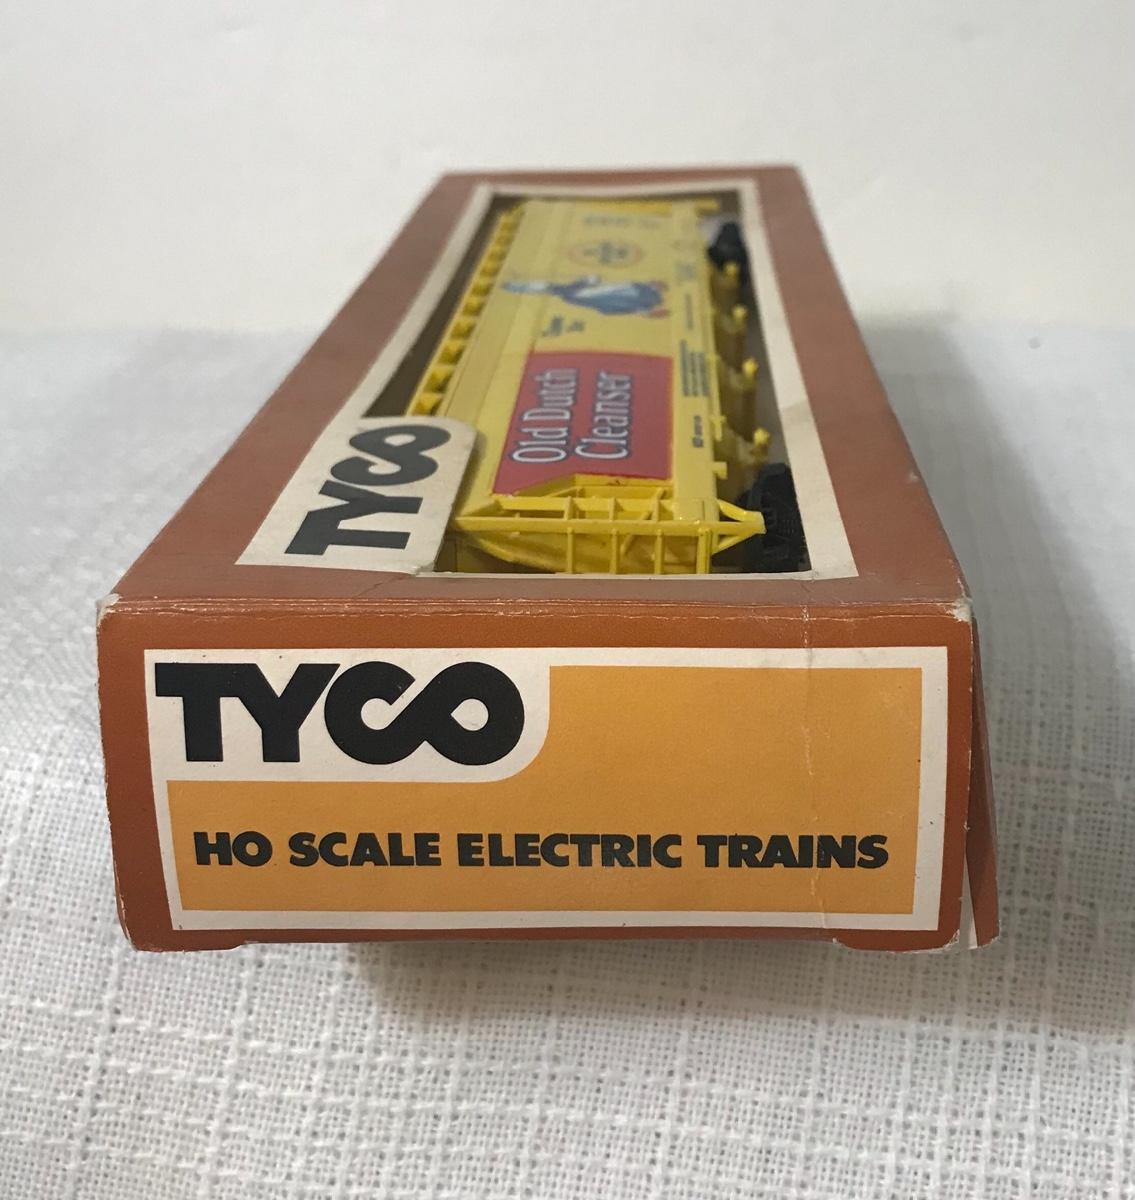 TYCO
Old Dutch
Cleanser
TYCO
HO SCALE ELECTRIC TRAINS